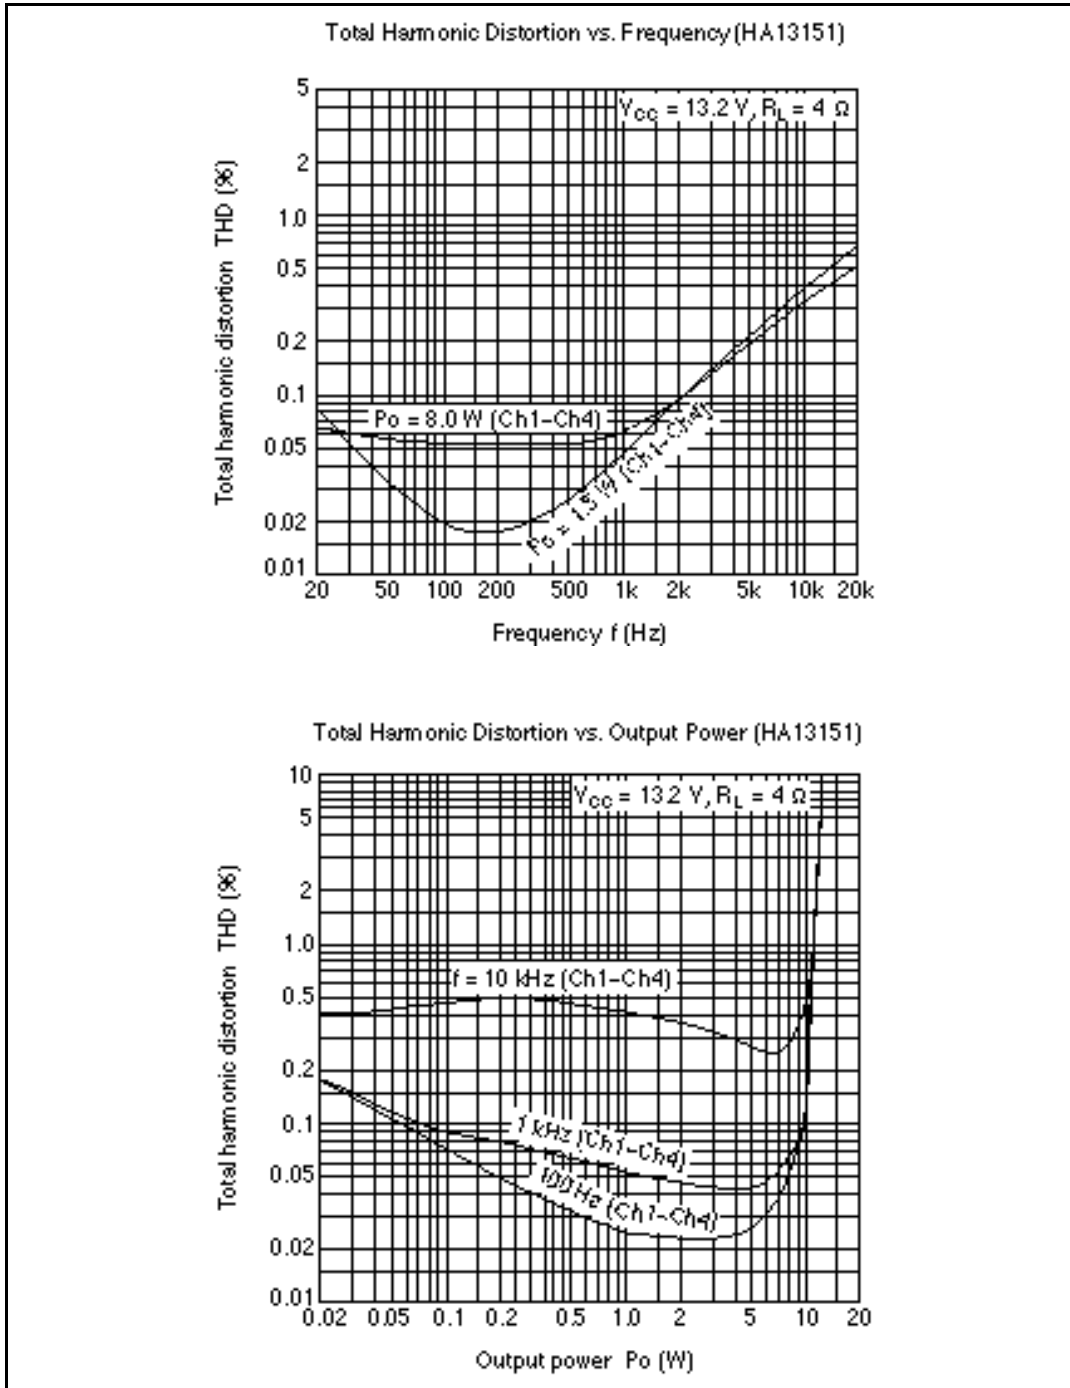 Total Harmonic Distortion vs. Frequency (HA13151)
5
VCC = 13.2 V, RL = 4 Ω
2
1.0
0.5
0.2
0.1
0.05
0.02
0.01
Total harmonic distortion THD (%)
Po = 8.0 W (Ch1–Ch4)
Po = 1.5 W (Ch1–Ch4)
20 50 100 200 500 1k 2k 5k 10k 20k
Frequency f (Hz)
Total Harmonic Distortion vs. Output Power (HA13151)
10
VCC = 13.2 V, RL = 4 Ω
5
2
1.0
0.5
0.2
0.1
0.05
0.02
0.01
Total harmonic distortion THD (%)
f = 10 kHz (Ch1–Ch4)
1 kHz (Ch1–Ch4)
100 Hz (Ch1–Ch4)
0.02 0.05 0.1 0.2 0.5 1.0 2 5 10 20
Output power Po (W)